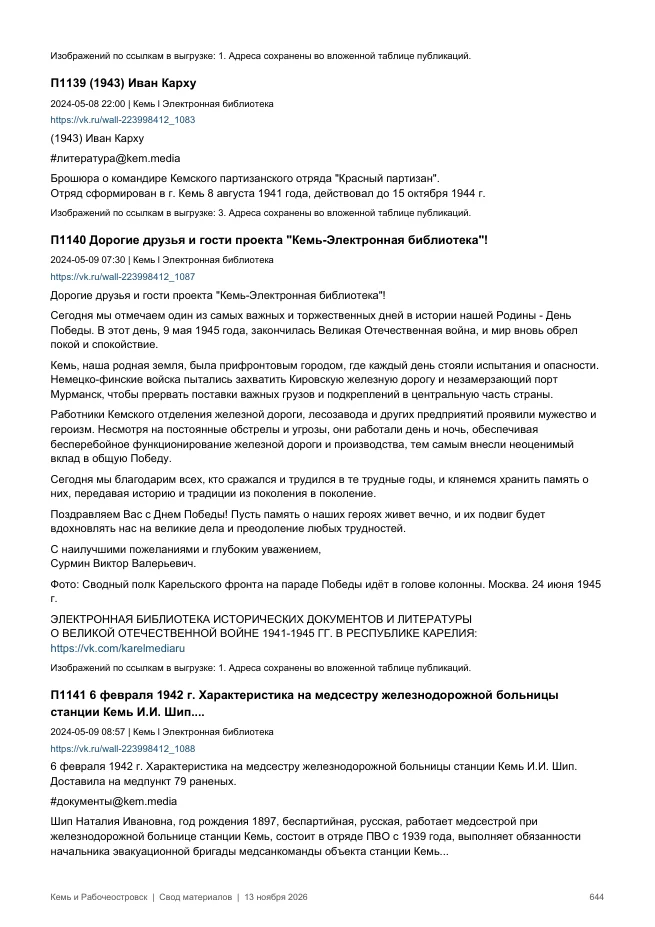 Изображений по ссылкам в выгрузке: 1. Адреса сохранены во вложенной таблице публикаций.
П1139 (1943) Иван Карху
2024-05-08 22:00 | Кемь I Электронная библиотека
https://vk.ru/wall-223998412_1083
(1943) Иван Карху
#литература@kem.media
Брошюра о командире Кемского партизанского отряда "Красный партизан".
Отряд сформирован в г. Кемь 8 августа 1941 года, действовал до 15 октября 1944 г.
Изображений по ссылкам в выгрузке: 3. Адреса сохранены во вложенной таблице публикаций.
П1140 Дорогие друзья и гости проекта "Кемь-Электронная библиотека"!
2024-05-09 07:30 | Кемь I Электронная библиотека
https://vk.ru/wall-223998412_1087
Дорогие друзья и гости проекта "Кемь-Электронная библиотека"!
Сегодня мы отмечаем один из самых важных и торжественных дней в истории нашей Родины - День
Победы. В этот день, 9 мая 1945 года, закончилась Великая Отечественная война, и мир вновь обрел
покой и спокойствие.
Кемь, наша родная земля, была прифронтовым городом, где каждый день стояли испытания и опасности.
Немецко-финские войска пытались захватить Кировскую железную дорогу и незамерзающий порт
Мурманск, чтобы прервать поставки важных грузов и подкреплений в центральную часть страны.
Работники Кемского отделения железной дороги, лесозавода и других предприятий проявили мужество и
героизм. Несмотря на постоянные обстрелы и угрозы, они работали день и ночь, обеспечивая
бесперебойное функционирование железной дороги и производства, тем самым внесли неоценимый
вклад в общую Победу.
Сегодня мы благодарим всех, кто сражался и трудился в те трудные годы, и клянемся хранить память о
них, передавая историю и традиции из поколения в поколение.
Поздравляем Вас с Днем Победы! Пусть память о наших героях живет вечно, и их подвиг будет
вдохновлять нас на великие дела и преодоление любых трудностей.
С наилучшими пожеланиями и глубоким уважением,
Сурмин Виктор Валерьевич.
Фото: Сводный полк Карельского фронта на параде Победы идёт в голове колонны. Москва. 24 июня 1945
г.
ЭЛЕКТРОННАЯ БИБЛИОТЕКА ИСТОРИЧЕСКИХ ДОКУМЕНТОВ И ЛИТЕРАТУРЫ
О ВЕЛИКОЙ ОТЕЧЕСТВЕННОЙ ВОЙНЕ 1941-1945 ГГ. В РЕСПУБЛИКЕ КАРЕЛИЯ:
https://vk.com/karelmediaru
Изображений по ссылкам в выгрузке: 1. Адреса сохранены во вложенной таблице публикаций.
П1141 6 февраля 1942 г. Характеристика на медсестру железнодорожной больницы
станции Кемь И.И. Шип....
2024-05-09 08:57 | Кемь I Электронная библиотека
https://vk.ru/wall-223998412_1088
6 февраля 1942 г. Характеристика на медсестру железнодорожной больницы станции Кемь И.И. Шип.
Доставила на медпункт 79 раненых.
#документы@kem.media
Шип Наталия Ивановна, год рождения 1897, беспартийная, русская, работает медсестрой при
железнодорожной больнице станции Кемь, состоит в отряде ПВО с 1939 года, выполняет обязанности
начальника эвакуационной бригады медсанкоманды объекта станции Кемь...
Кемь и Рабочеостровск | Свод материалов | 13 ноября 2026
644